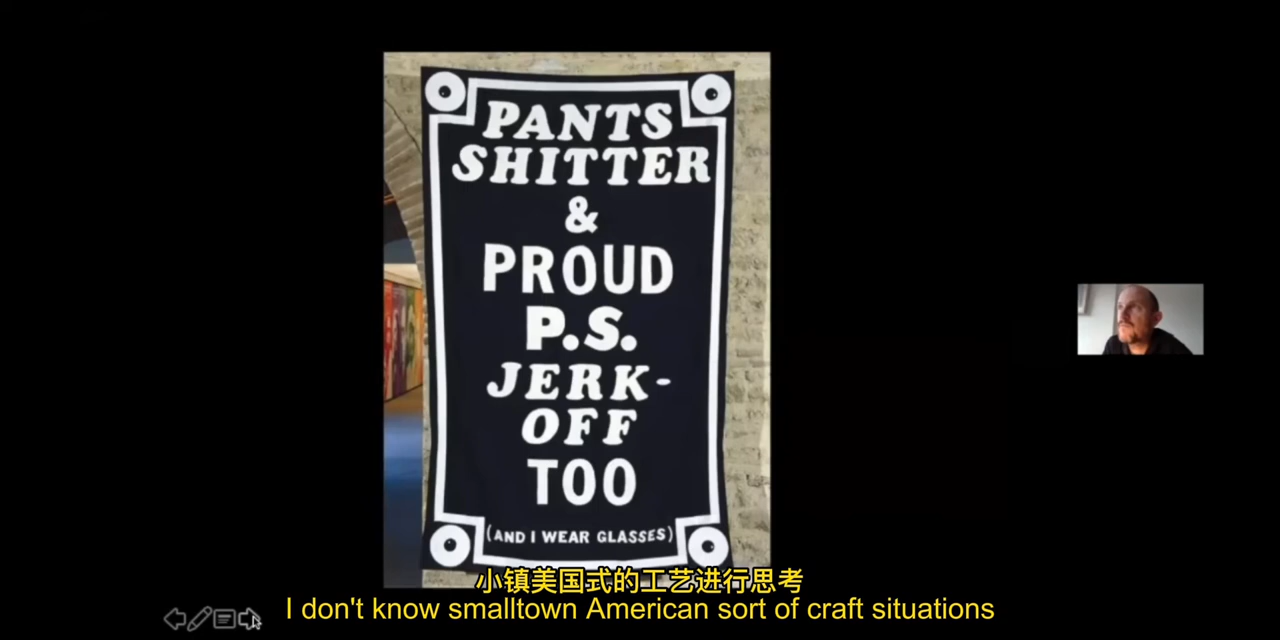 PANTS
SHITTER
&
PROUD
P.S.
JERK-
OFF
TOO
(AND I WEAR GLASSES)
小镇美国式的工艺进行思考
I don't know smalltown American sort of craft situations